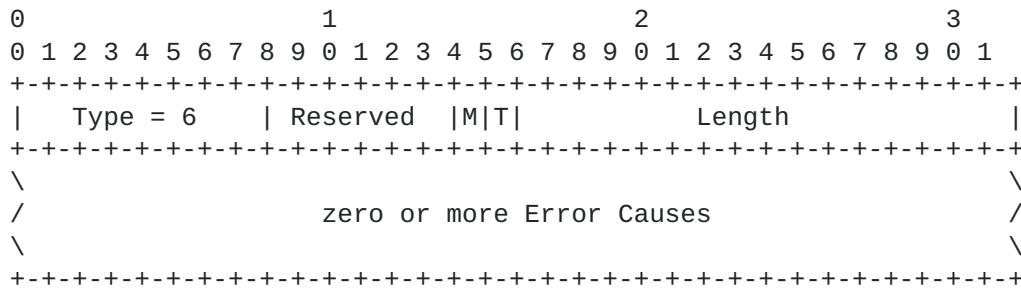 0                   1                   2                   3
0 1 2 3 4 5 6 7 8 9 0 1 2 3 4 5 6 7 8 9 0 1 2 3 4 5 6 7 8 9 0 1
+-+-+-+-+-+-+-+-+-+-+-+-+-+-+-+-+-+-+-+-+-+-+-+-+-+-+-+-+-+-+-+-+
|   Type = 6    | Reserved  |M|T|           Length              |
+-+-+-+-+-+-+-+-+-+-+-+-+-+-+-+-+-+-+-+-+-+-+-+-+-+-+-+-+-+-+-+-+
\                                                               \
/                   zero or more Error Causes                   /
\                                                               \
+-+-+-+-+-+-+-+-+-+-+-+-+-+-+-+-+-+-+-+-+-+-+-+-+-+-+-+-+-+-+-+-+